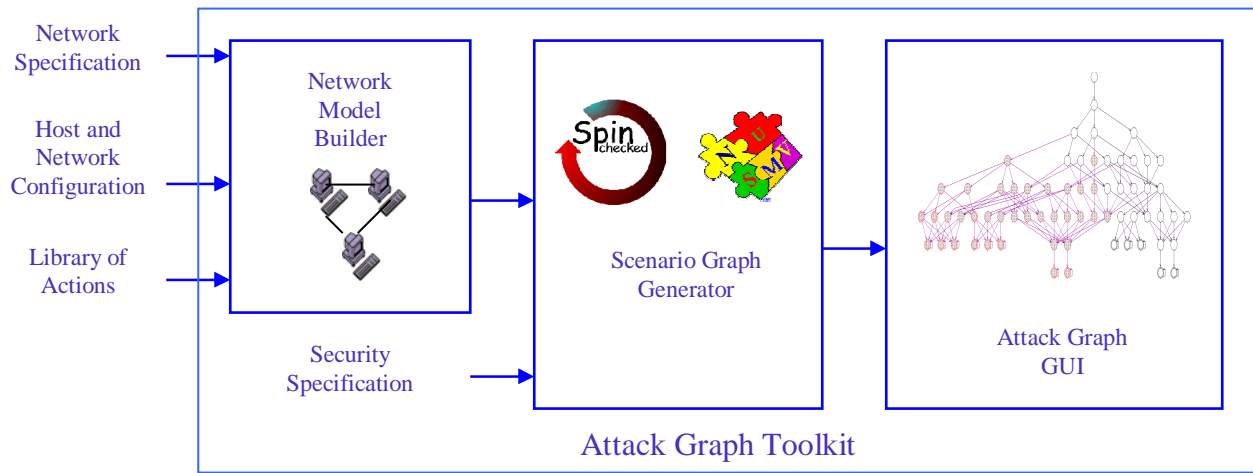 Network
Specification
Host and
Network
Configuration
Library of
Actions
Network
Model
Builder
Security
Specification
Spin
checked
N
U
S
M
V
Scenario Graph
Generator
Attack Graph
GUI
Attack Graph Toolkit